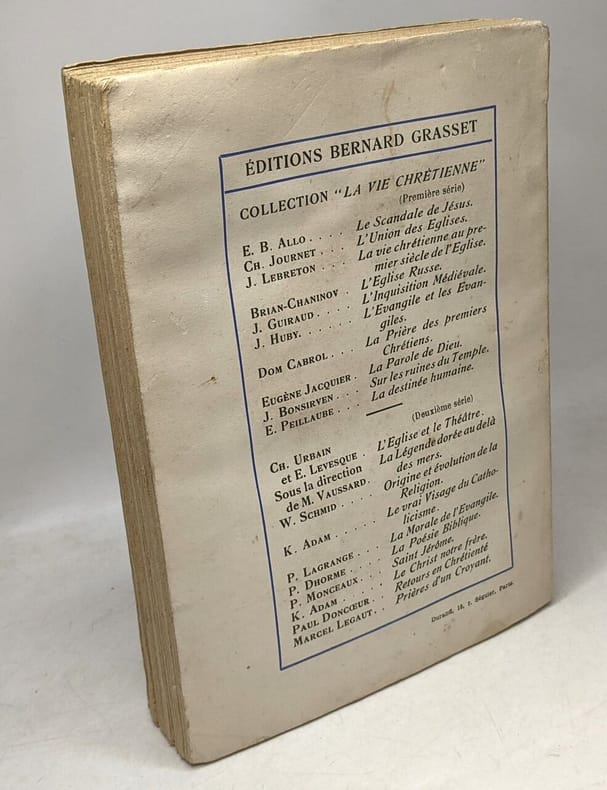 ÉDITIONS BERNARD GRASSET
COLLECTION "LA VIE CHRÈTIENNE"
(Première série)
E. B. ALLO . . . . Le Scandale de Jésus.
CH. JOURNET . . . L'Union des Eglises.
J. LEBRETON . . . La vie chrétienne au pre-
mier siècle de l'Eglise.
BRIAN-CHANINOV . L'Eglise Russe.
J. GUIRAUD . . . . L'Inquisition Médiévale.
J. HUBY. . . . . . L'Evangile et les Evan-
giles.
DOM CABROL . . . La Prière des premiers
Chrétiens.
EUGÈNE JACQUIER . La Parole de Dieu.
J. BONSIRVEN . . . Sur les ruines du Temple.
E. PEILLAUBE . . . La destinée humaine.
(Deuxième série)
CH. URBAIN
et E. LEVESQUE . L'Eglise et le Théâtre.
Sous la direction La Légende dorée au delà
de M. VAUSSARD. des mers.
W. SCHMID . . . . Origine et évolution de la
Religion.
K. ADAM . . . . . Le vrai Visage du Catho-
licisme.
P. LAGRANGE . . . La Morale de l'Evangile.
P. DHORME . . . . La Poésie Biblique.
P. MONCEAUX . . . Saint Jérôme.
K. ADAM . . . . . Le Christ notre frère.
PAUL DONCŒUR . . Retours en Chrétienté
MARCEL LEGAUT . . Prières d'un Croyant.
Durand, 18, r. Séguier, Paris.